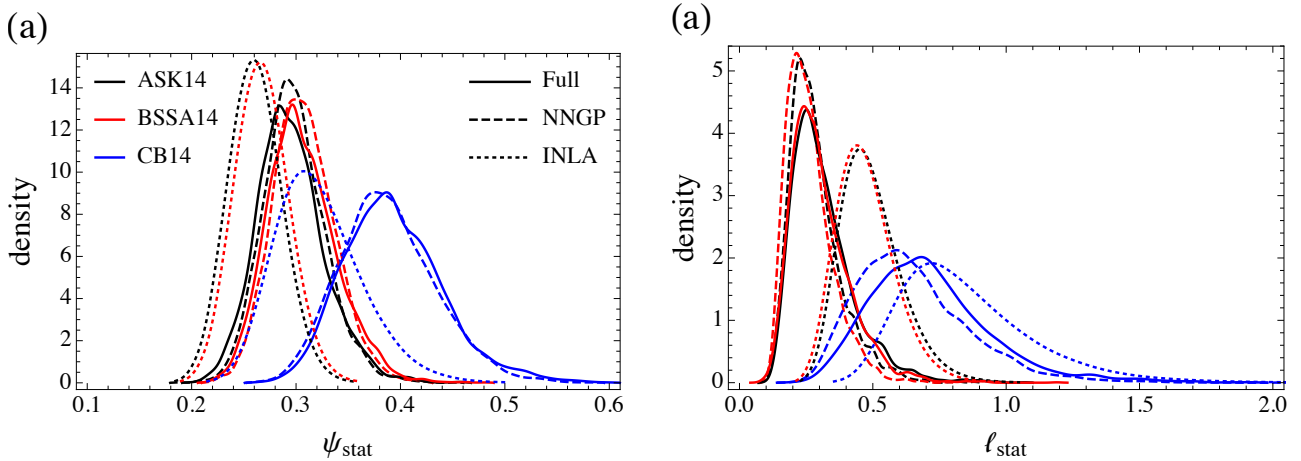 (a)
ASK14
BSSA14
CB14
Full
NNGP
INLA
density
14
12
10
8
6
4
2
0
0.1
0.2
0.3
0.4
0.5
0.6
ψstat
(a)
density
5
4
3
2
1
0
0.0
0.5
1.0
1.5
2.0
ℓstat